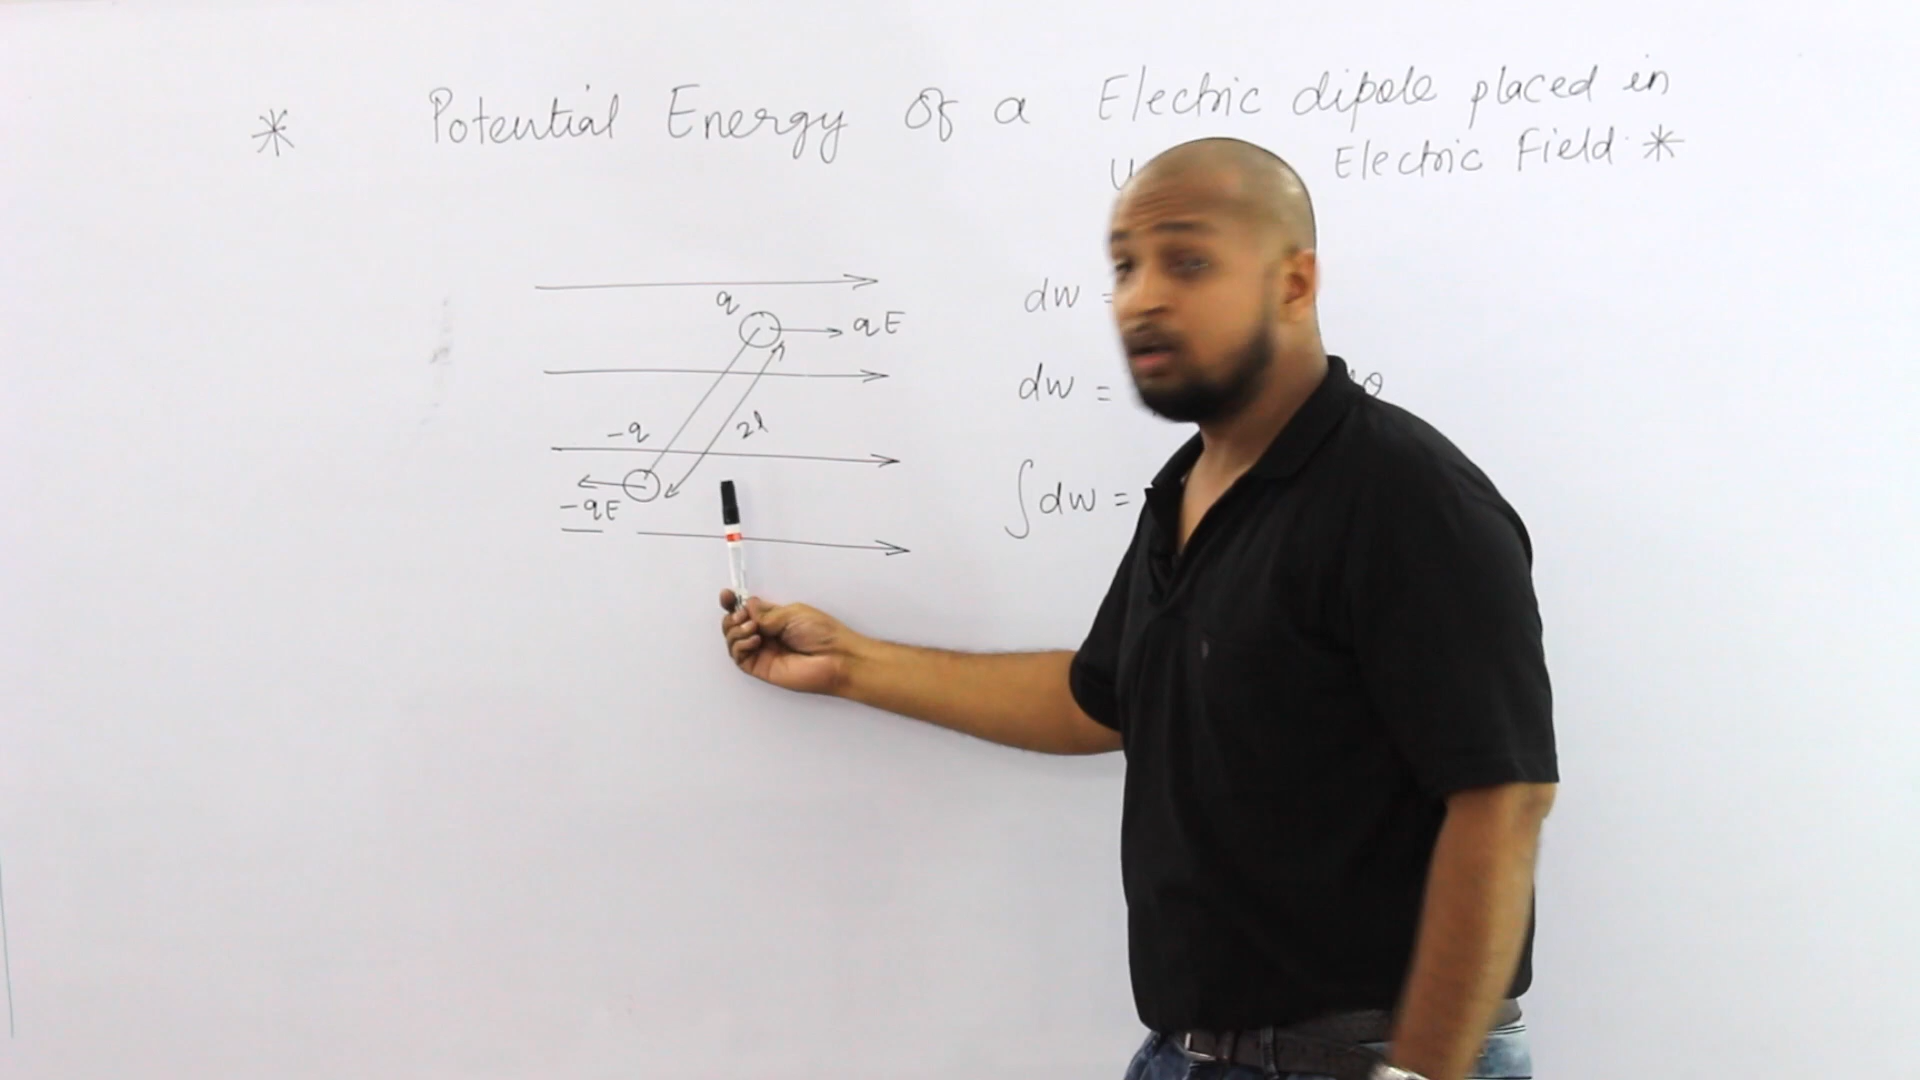 * Potential Energy Of a Electric dipole placed in
Electric Field *
q
qE
-q
2l
-qE
dw =
dw =
∫dw =